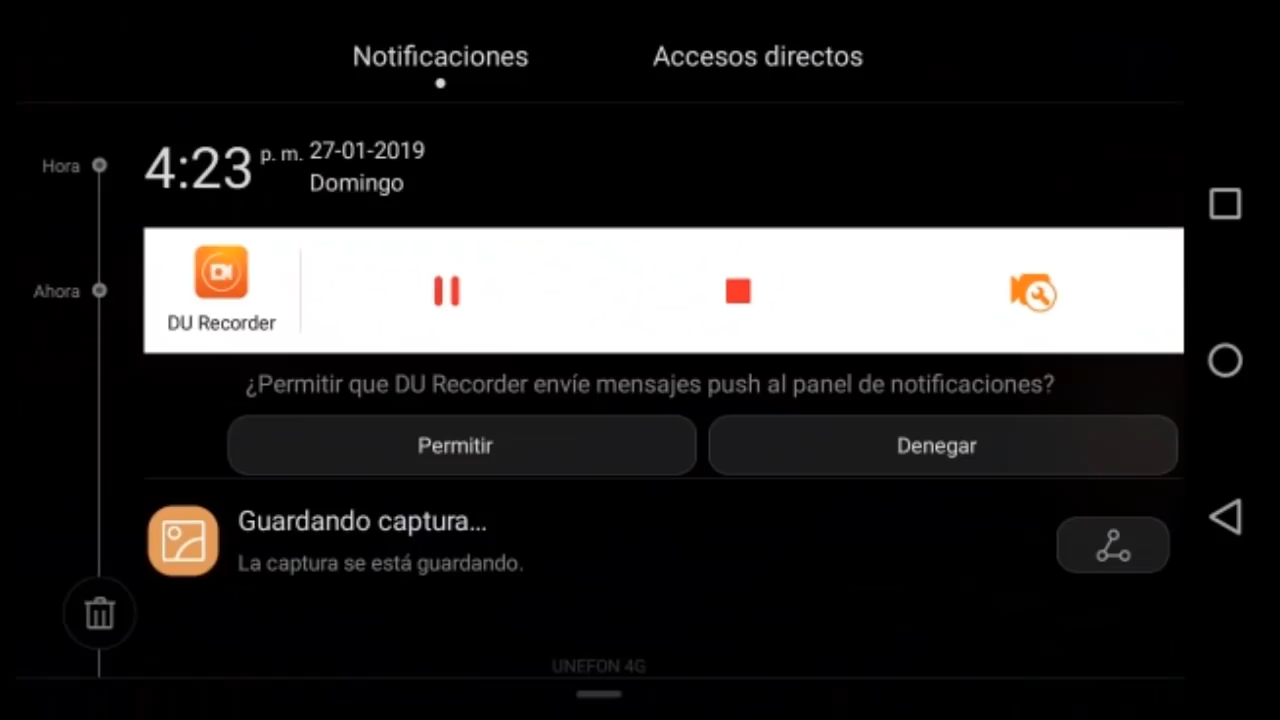 Notificaciones
Accesos directos
Hora
4:23 p. m. 27-01-2019
Domingo
Ahora
DU Recorder
¿Permitir que DU Recorder envíe mensajes push al panel de notificaciones?
Permitir
Denegar
Guardando captura...
La captura se está guardando.
UNEFON 4G